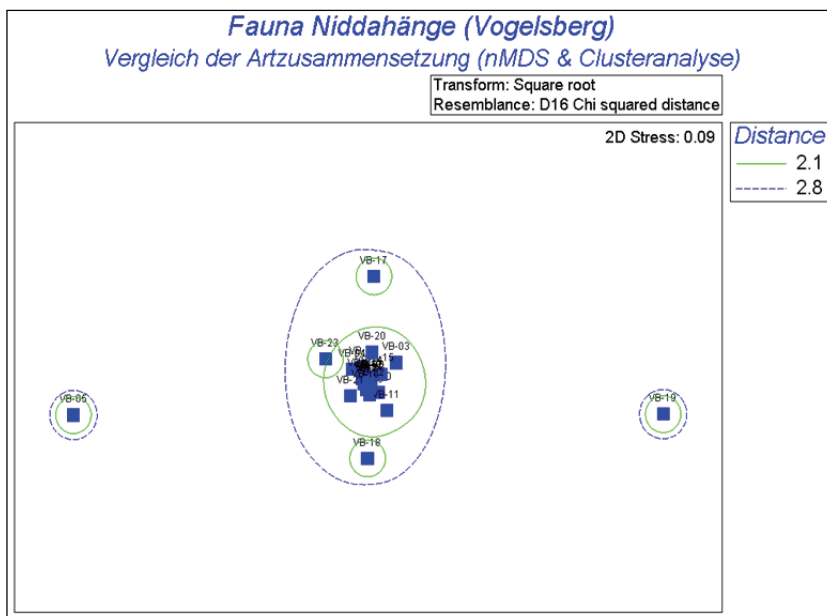 Fauna Niddahänge (Vogelsberg)
Vergleich der Artzusammensetzung (nMDS & Clusteranalyse)
Transform: Square root
Resemblance: D16 Chi squared distance
2D Stress: 0.09
Distance
2.1
2.8
VB-17
VB-20
VB-23
VB-03
VB-21
VB-11
VB-19
VB-18